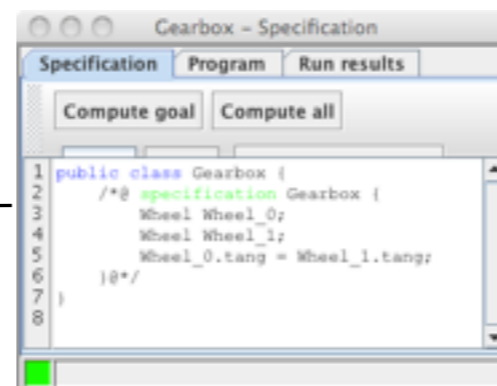 Gearbox – Specification
Specification Program Run results
Compute goal Compute all
1 public class Gearbox {
2 /*@ specification Gearbox {
3 Wheel Wheel_0;
4 Wheel Wheel_1;
5 Wheel_0.tang = Wheel_1.tang;
6 }@*/
7 }
8